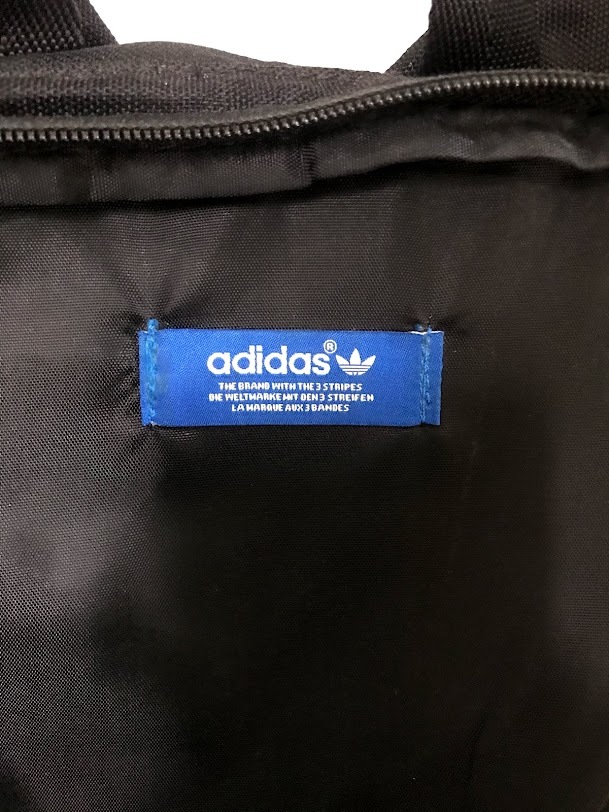 adidas®
THE BRAND WITH THE 3 STRIPES
DIE WELTMARKE MIT DEN 3 STREIFEN
LA MARQUE AUX 3 BANDES